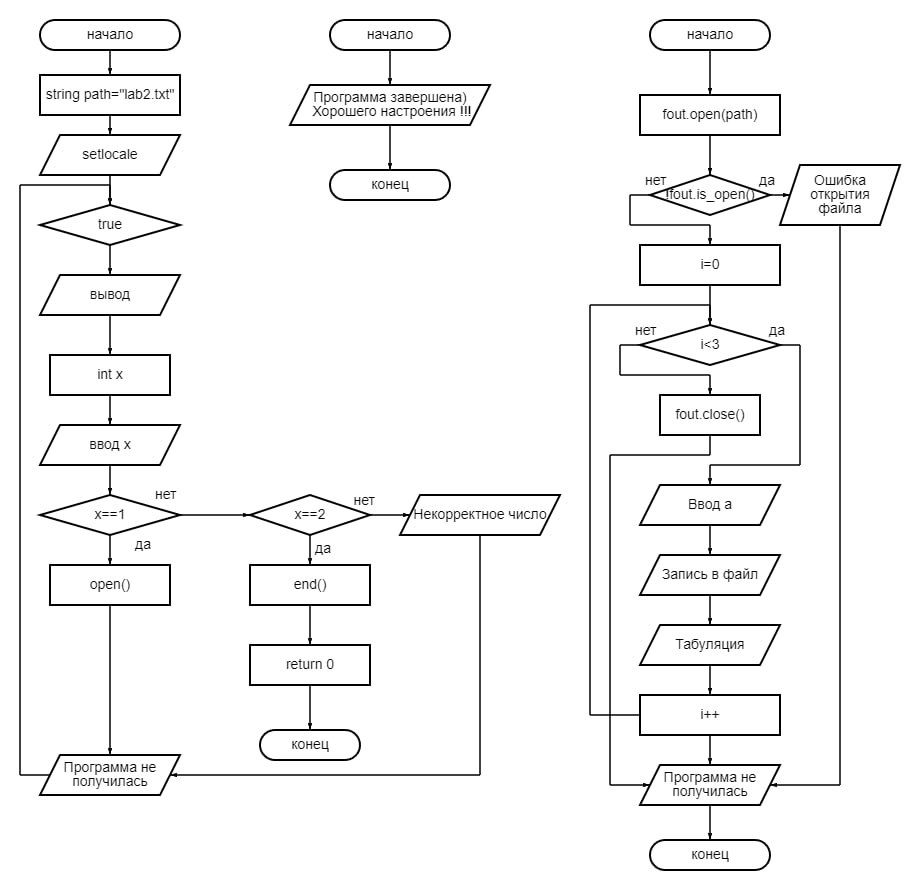 начало
string path="lab2.txt"
setlocale
true
вывод
int x
ввод x
x==1
нет
да
x==2
нет
да
Некорректное число
open()
end()
return 0
конец
Программа не
получилась
начало
Программа завершена)
Хорошего настроения !!!
конец
начало
fout.open(path)
нет
!fout.is_open()
да
Ошибка
открытия
файла
i=0
нет
i<3
да
fout.close()
Ввод a
Запись в файл
Табуляция
i++
Программа не
получилась
конец